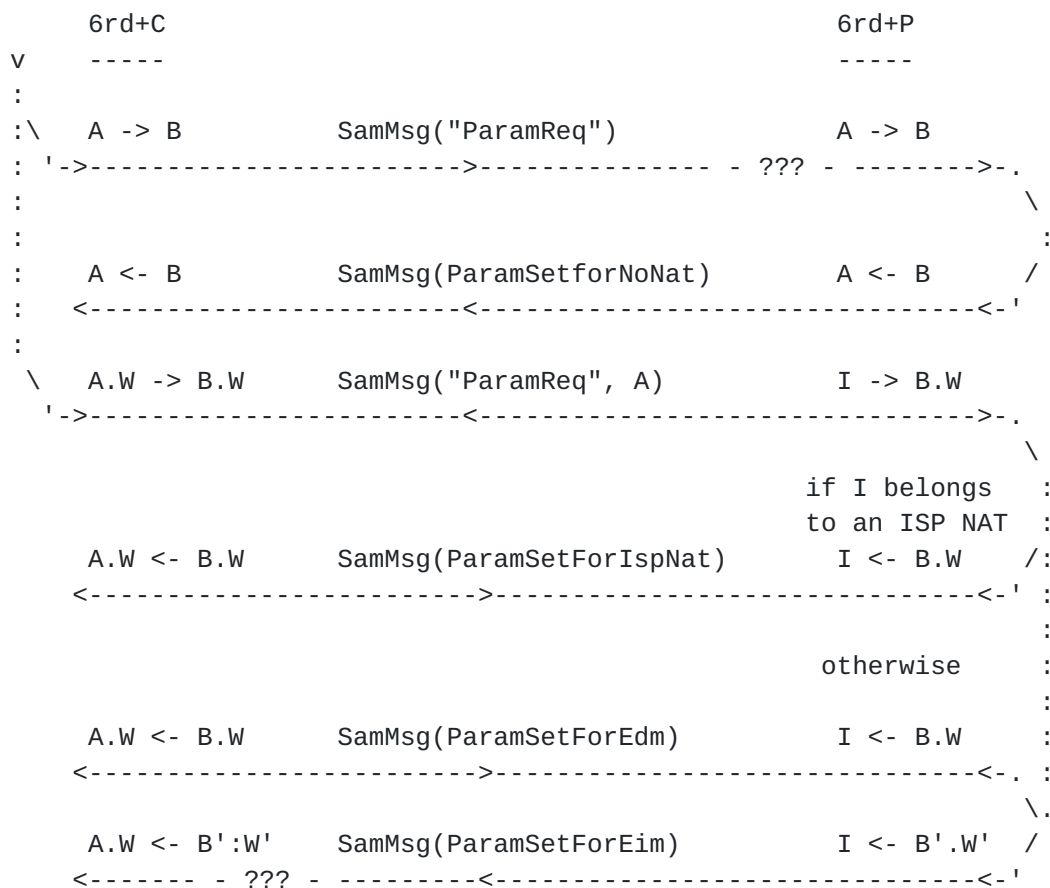 6rd+C                                           6rd+P
v    -----                                           -----
:
:\   A -> B          SamMsg("ParamReq")              A -> B
: '->------------------------>--------------- - ??? - -------->-.
:                                                                \
:                                                                 :
:    A <- B          SamMsg(ParamSetforNoNat)        A <- B      /
:   <------------------------<--------------------------------<-'
:
 \   A.W -> B.W      SamMsg("ParamReq", A)           I -> B.W
  '->------------------------<-------------------------------->-.
                                                                 \
                                                   if I belongs   :
                                                   to an ISP NAT  :
     A.W <- B.W      SamMsg(ParamSetForIspNat)       I <- B.W    /:
    <------------------------->-------------------------------<-' :
                                                                  :
                                                    otherwise     :
                                                                  :
     A.W <- B.W      SamMsg(ParamSetForEdm)          I <- B.W     :
    <------------------------->-------------------------------<-. :
                                                                 \.
     A.W <- B':W'    SamMsg(ParamSetForEim)          I <- B'.W'  /
    <------- - ??? - ---------<-------------------------------<-'